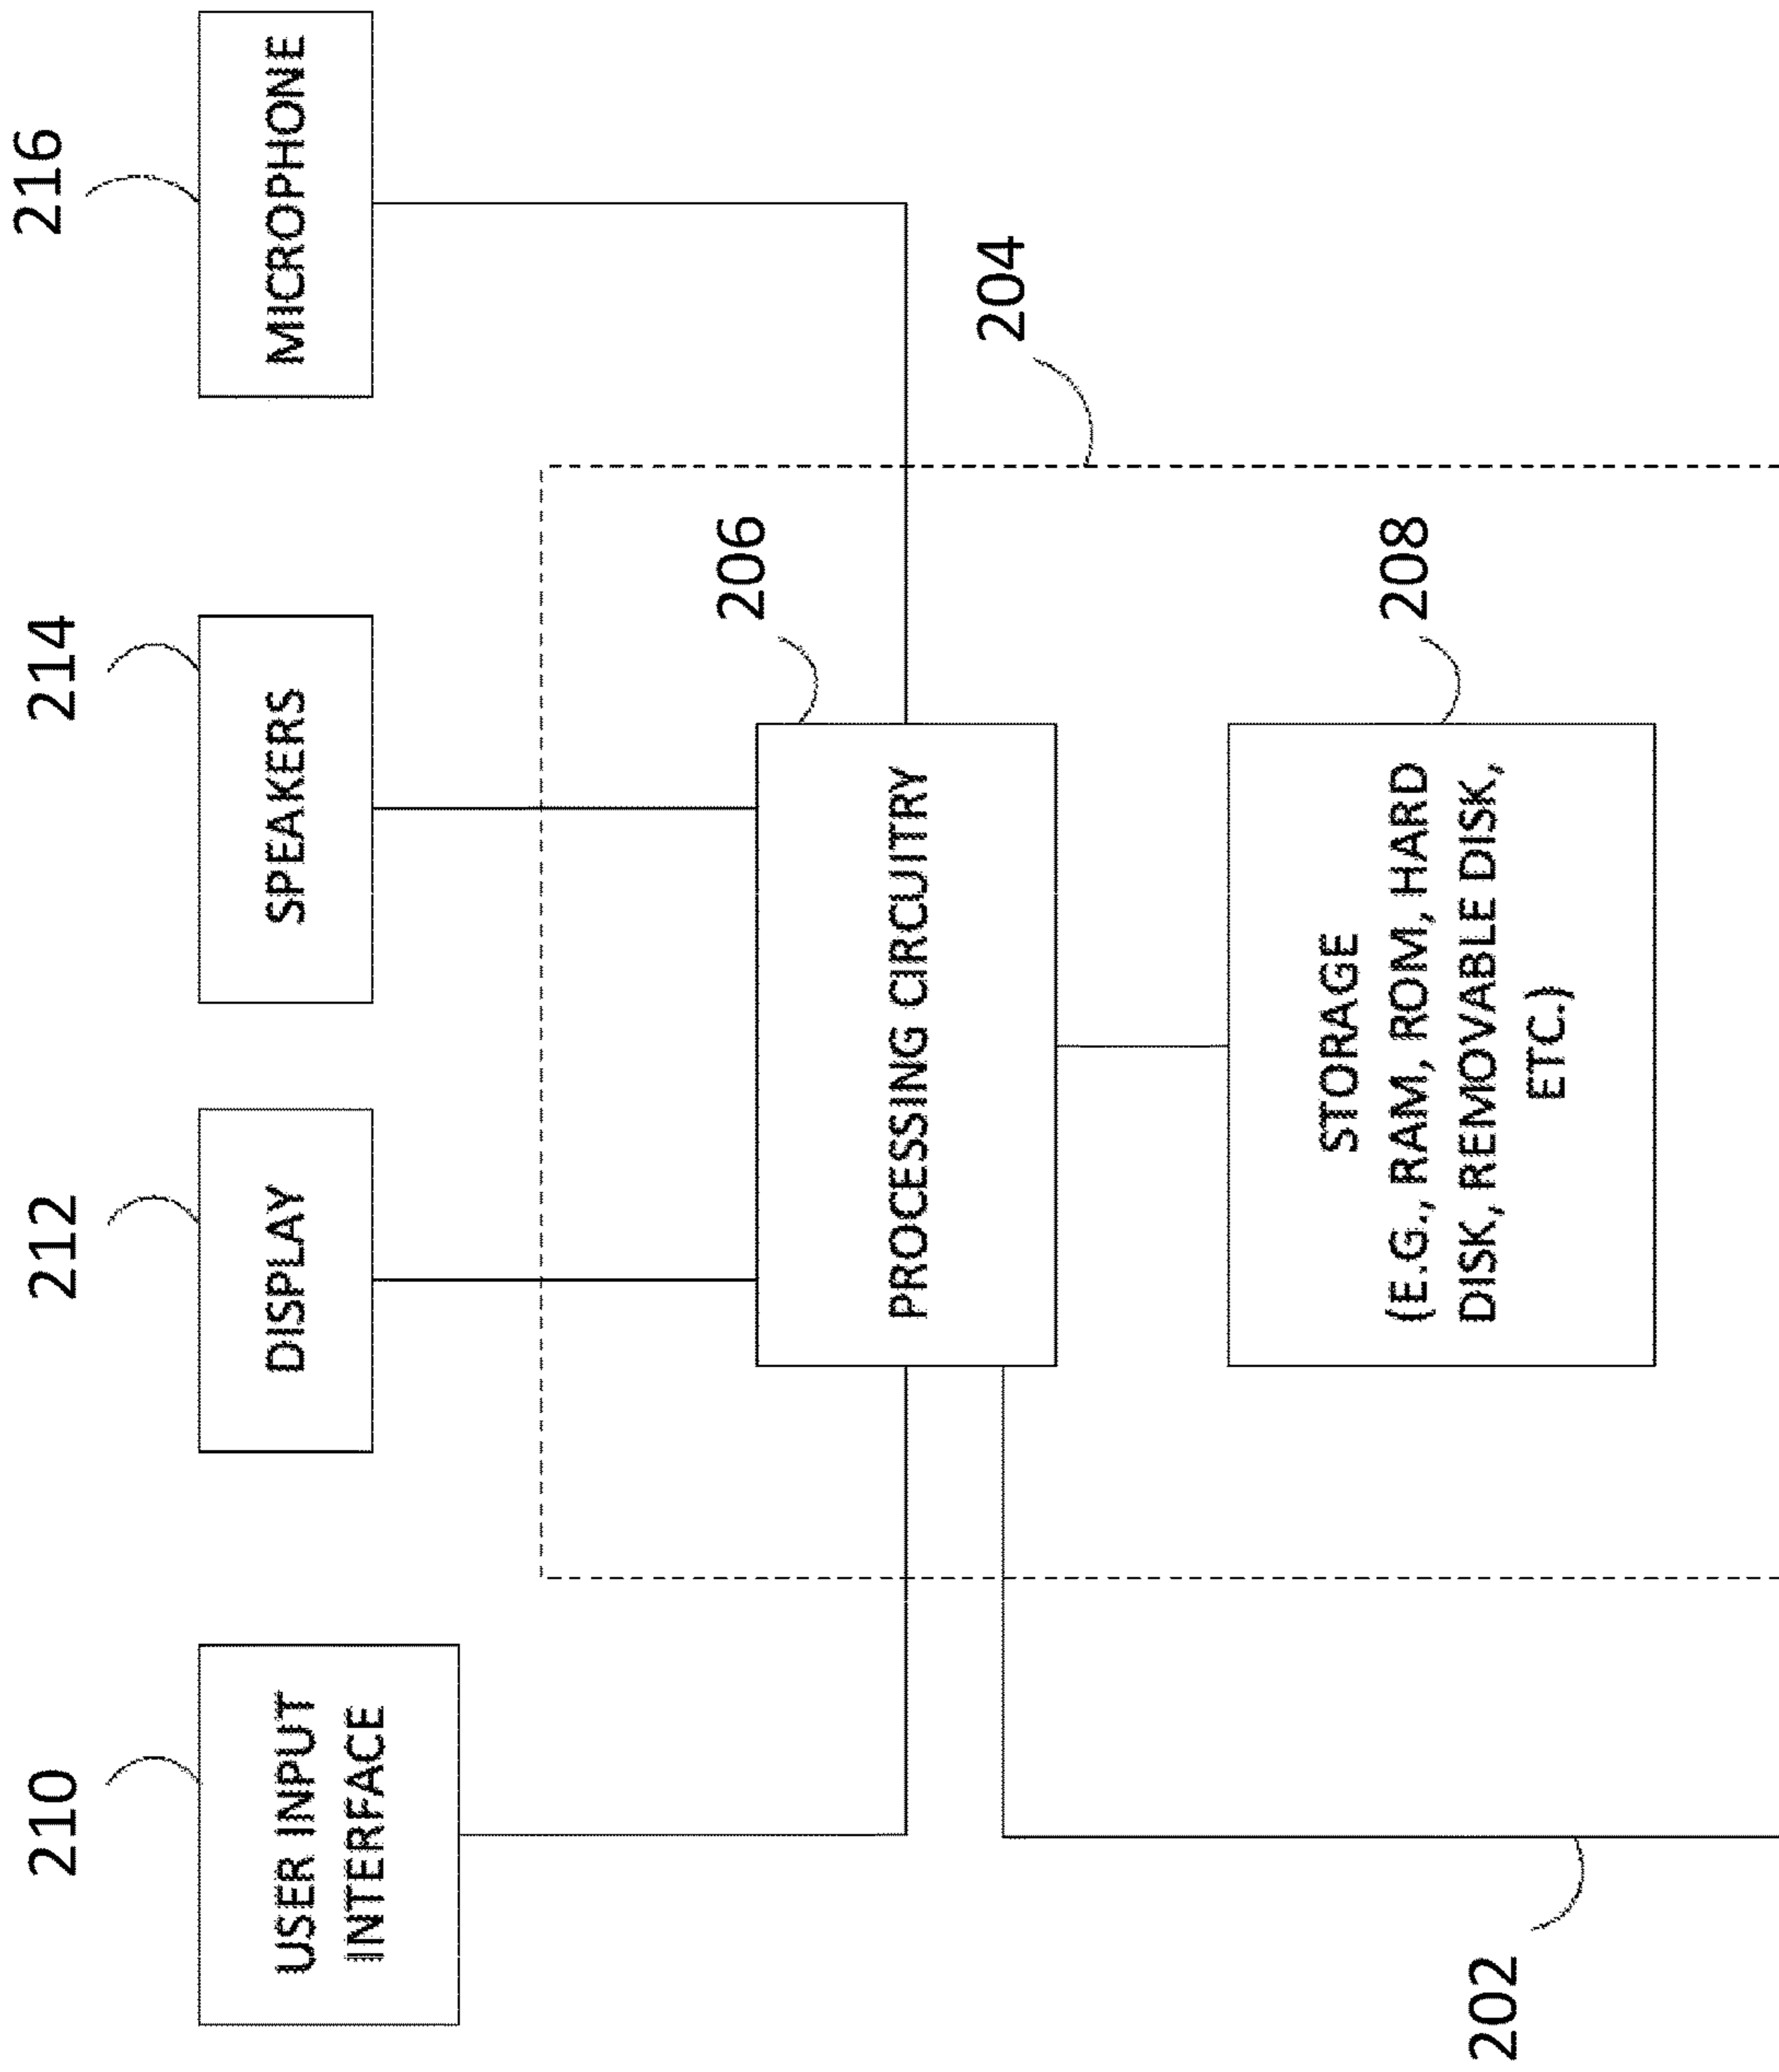 210
212
214
216
USER INPUT
INTERFACE
DISPLAY
SPEAKERS
MICROPHONE
206
204
PROCESSING CIRCUITRY
208
STORAGE
(E.G., RAM, ROM, HARD
DISK, REMOVABLE DISK,
ETC.)
202